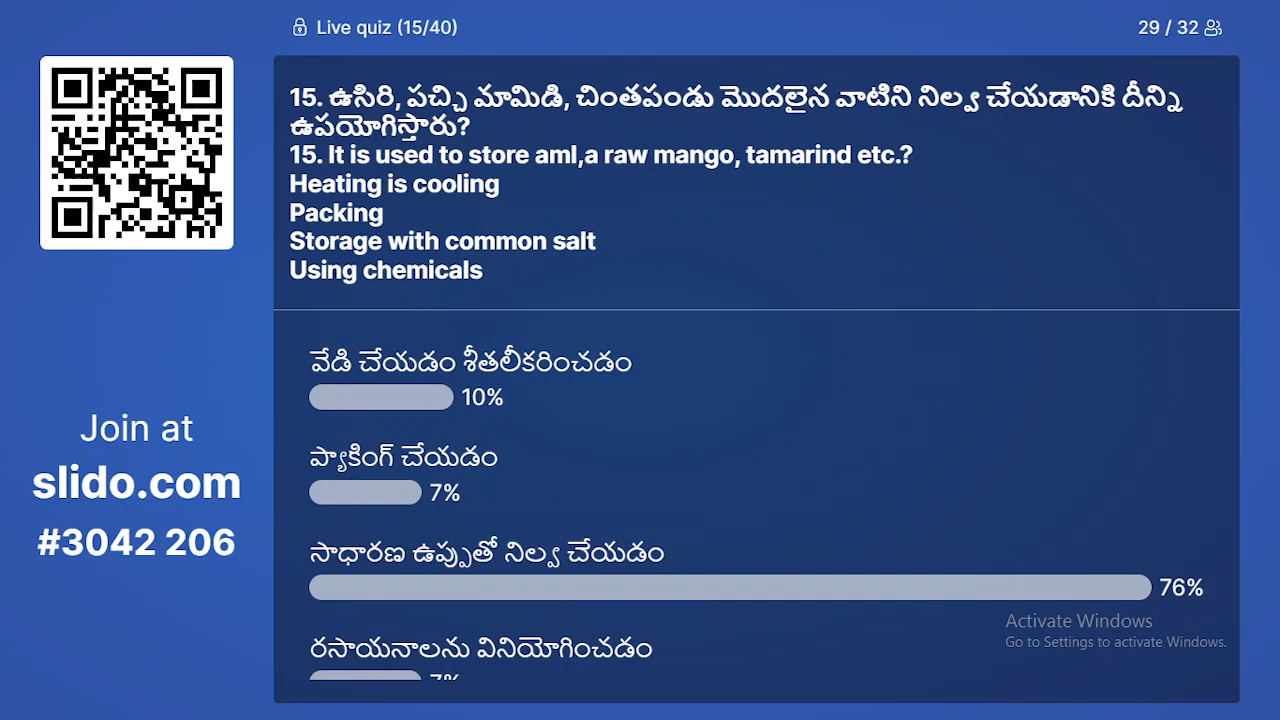 Live quiz (15/40)
29 / 32
15. ఉసిరి, పచ్చి మామిడి, చింతపండు మొదలైన వాటిని నిల్వ చేయడానికి దీన్ని
ఉపయోగిస్తారు?
15. It is used to store aml,a raw mango, tamarind etc.?
Heating is cooling
Packing
Storage with common salt
Using chemicals
వేడి చేయడం శీతలీకరించడం
10%
ప్యాకింగ్ చేయడం
7%
సాధారణ ఉప్పుతో నిల్వ చేయడం
76%
రసాయనాలను వినియోగించడం
7%
Join at
slido.com
#3042 206
Activate Windows
Go to Settings to activate Windows.